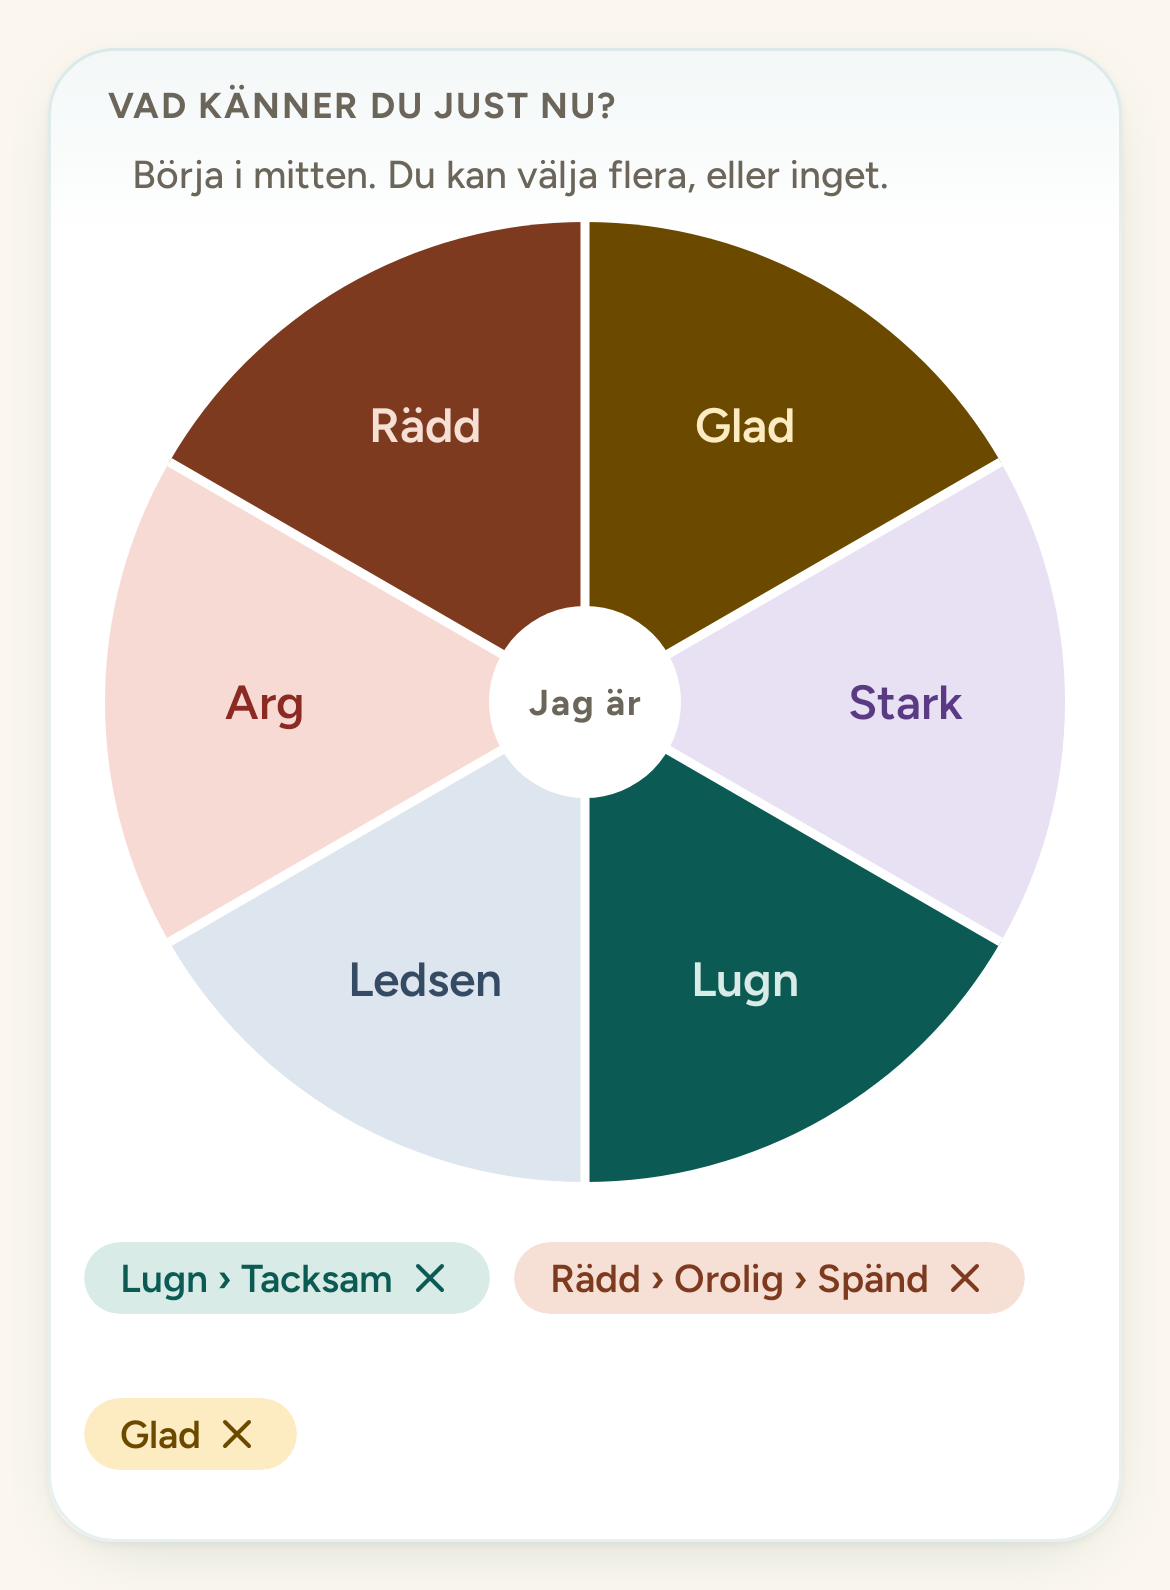 VAD KÄNNER DU JUST NU?
Börja i mitten. Du kan välja flera, eller inget.
Rädd
Glad
Arg
Jag är
Stark
Ledsen
Lugn
Lugn › Tacksam
Rädd › Orolig › Spänd
Glad